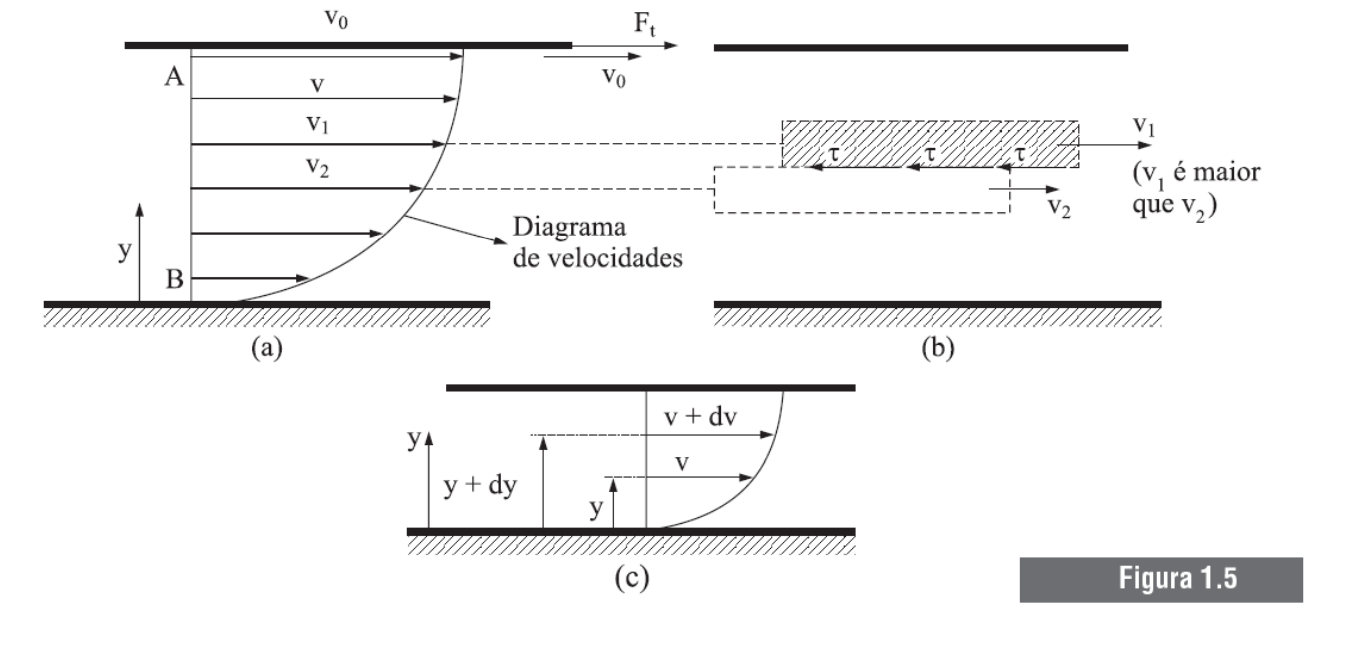 v0
Ft
A
v0
v
v1
v1
v2
τ τ τ
(v1 é maior
que v2)
v2
y
Diagrama
de velocidades
B
(a)
(b)
v + dv
y
v
y + dy
y
(c)
Figura 1.5